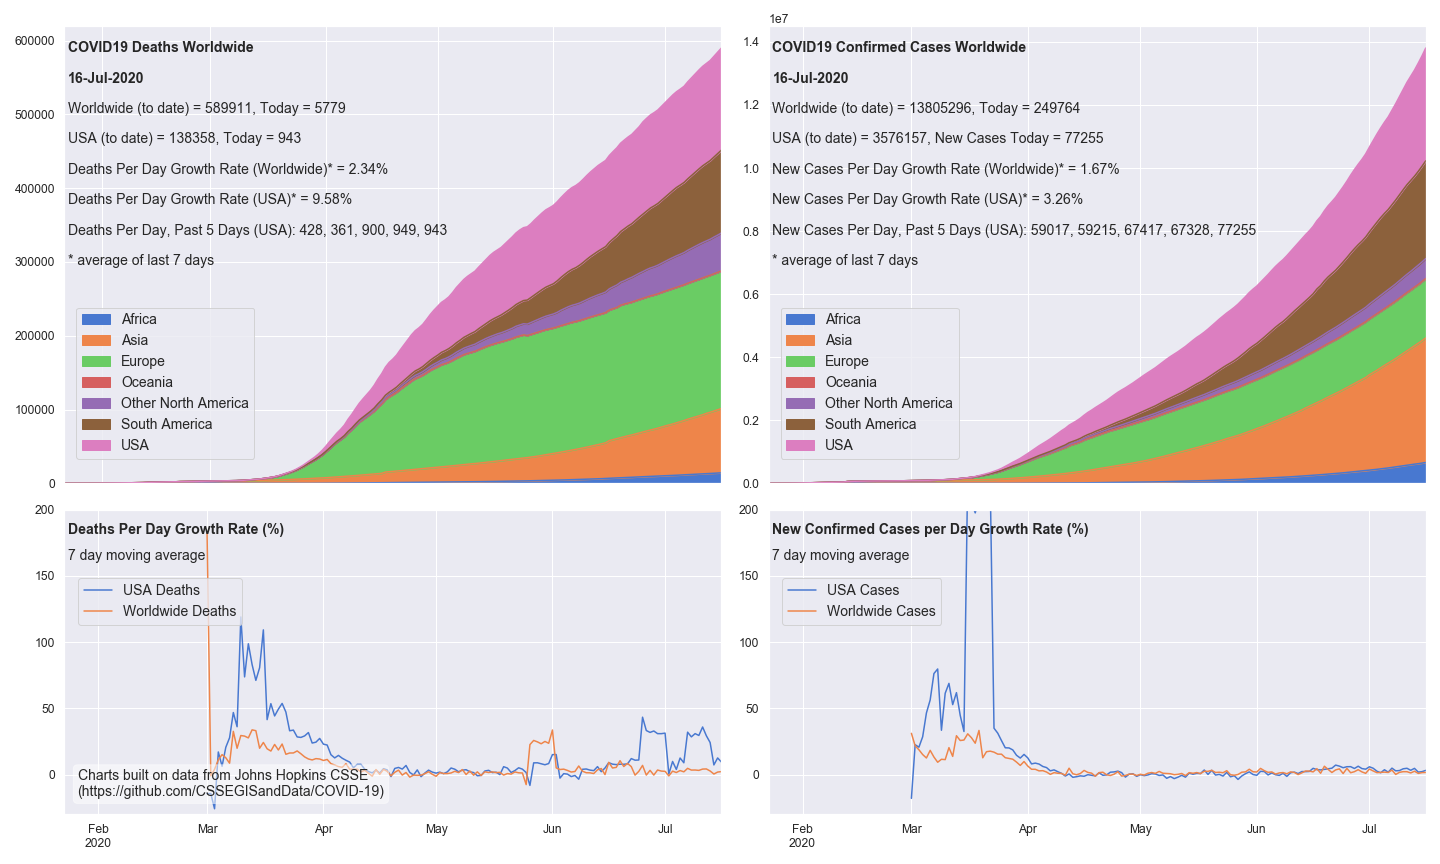 COVID19 Deaths Worldwide
16-Jul-2020
Worldwide (to date) = 589911, Today = 5779
USA (to date) = 138358, Today = 943
Deaths Per Day Growth Rate (Worldwide)* = 2.34%
Deaths Per Day Growth Rate (USA)* = 9.58%
Deaths Per Day, Past 5 Days (USA): 428, 361, 900, 949, 943
* average of last 7 days
600000
500000
400000
300000
200000
100000
0
Africa
Asia
Europe
Oceania
Other North America
South America
USA
1e7
COVID19 Confirmed Cases Worldwide
16-Jul-2020
Worldwide (to date) = 13805296, Today = 249764
USA (to date) = 3576157, New Cases Today = 77255
New Cases Per Day Growth Rate (Worldwide)* = 1.67%
New Cases Per Day Growth Rate (USA)* = 3.26%
New Cases Per Day, Past 5 Days (USA): 59017, 59215, 67417, 67328, 77255
* average of last 7 days
1.4
1.2
1.0
0.8
0.6
0.4
0.2
0.0
Africa
Asia
Europe
Oceania
Other North America
South America
USA
Deaths Per Day Growth Rate (%)
7 day moving average
USA Deaths
Worldwide Deaths
200
150
100
50
0
Charts built on data from Johns Hopkins CSSE
(https://github.com/CSSEGISandData/COVID-19)
Feb Mar Apr May Jun Jul
2020
New Confirmed Cases per Day Growth Rate (%)
7 day moving average
USA Cases
Worldwide Cases
200
150
100
50
0
Feb Mar Apr May Jun Jul
2020